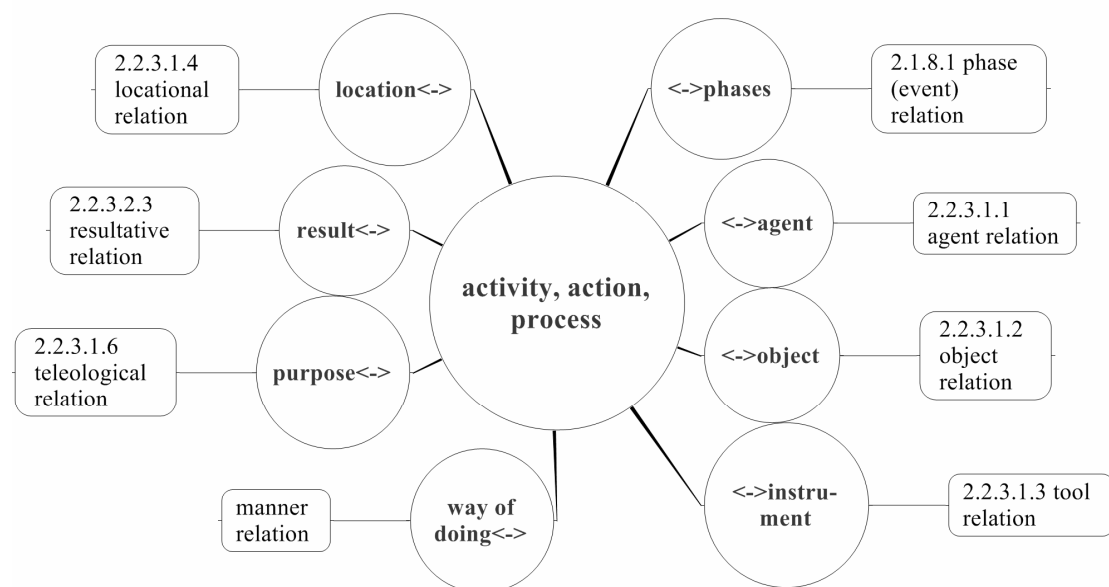 2.2.3.1.4
locational
relation
location<->
<->phases
2.1.8.1 phase
(event)
relation
2.2.3.2.3
resultative
relation
result<->
<->agent
2.2.3.1.1
agent relation
activity, action,
process
2.2.3.1.6
teleological
relation
purpose<->
<->object
2.2.3.1.2
object
relation
manner
relation
way of
doing<->
<->instru-
ment
2.2.3.1.3 tool
relation